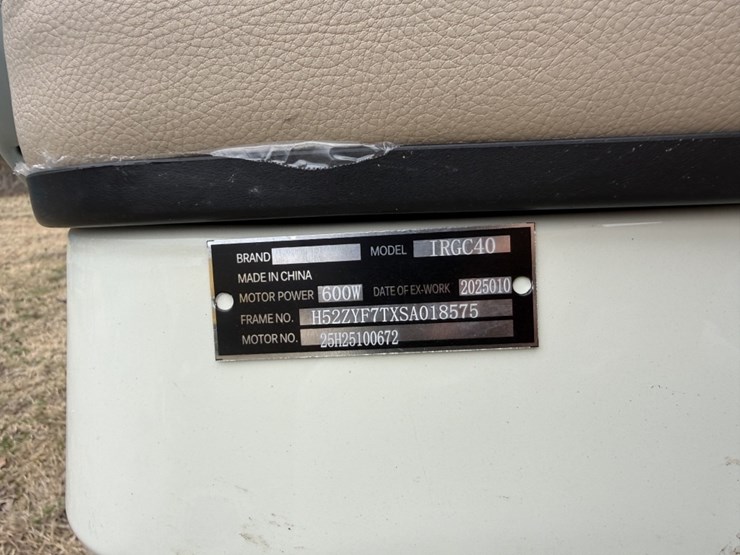 BRAND MODEL IRGC40
MADE IN CHINA
MOTOR POWER 600W DATE OF EX-WORK 2025010
FRAME NO. H52ZYF7TXSA018575
MOTOR NO. 25H25100672